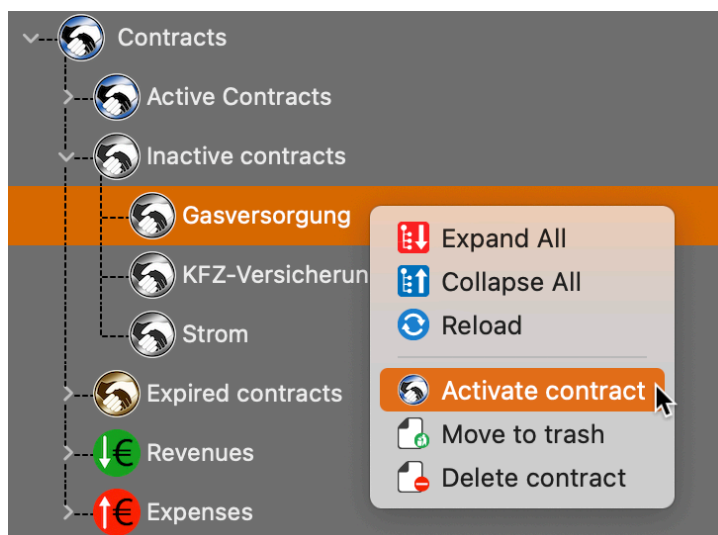 Contracts
Active Contracts
Inactive contracts
Gasversorgung
KFZ-Versicherun
Strom
Expired contracts
€ Revenues
€ Expenses
Expand All
Collapse All
Reload
Activate contract
Move to trash
Delete contract